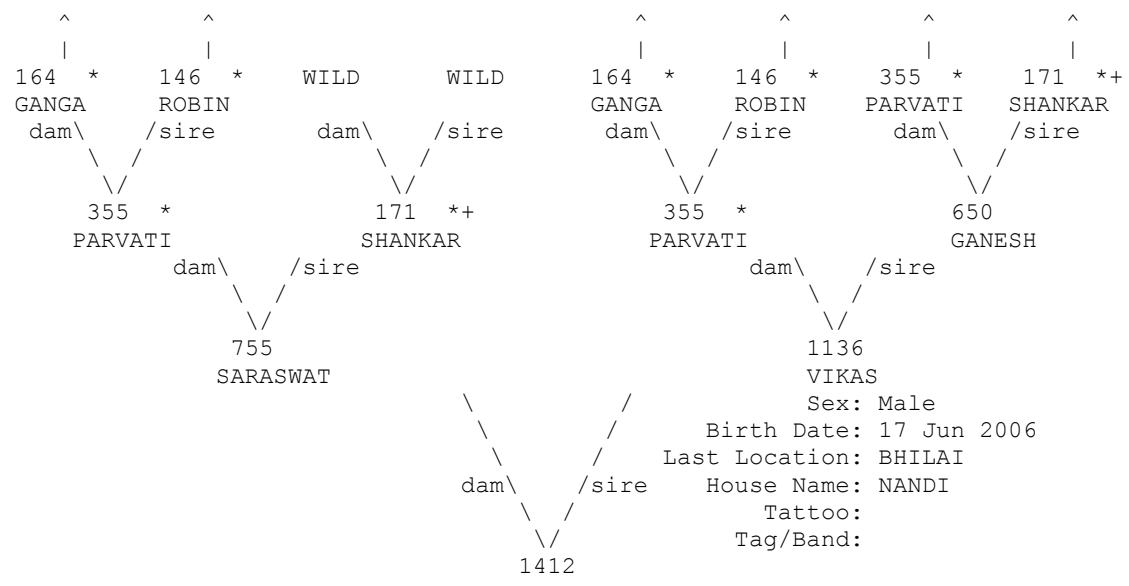 ^ ^ ^ ^ ^ ^
| | | | | |
164 * 146 * WILD WILD 164 * 146 * 355 * 171 *+
GANGA ROBIN GANGA ROBIN PARVATI SHANKAR
dam\ /sire dam\ /sire dam\ /sire dam\ /sire
\ / \ / \ / \ /
\/ \/ \/ \/
355 * 171 *+ 355 * 650
PARVATI SHANKAR PARVATI GANESH
dam\ /sire dam\ /sire
\ / \ /
\/ \/
755 1136
SARASWAT VIKAS
\ / Sex: Male
\ / Birth Date: 17 Jun 2006
\ / Last Location: BHILAI
dam\ /sire House Name: NANDI
\ / Tattoo:
\/ Tag/Band:
1412